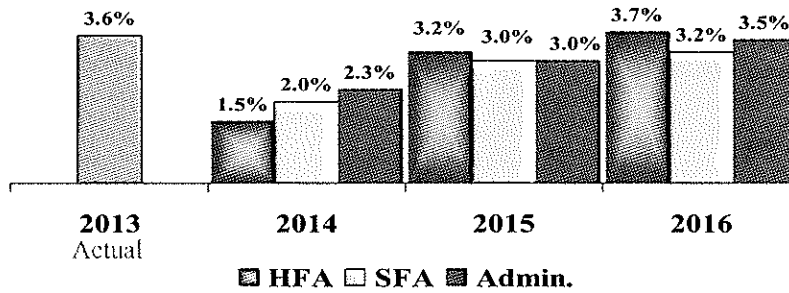 3.6%
1.5% 2.0% 2.3%
3.2% 3.0% 3.0%
3.7% 3.2% 3.5%
2013 2014 2015 2016
Actual
HFA SFA Admin.